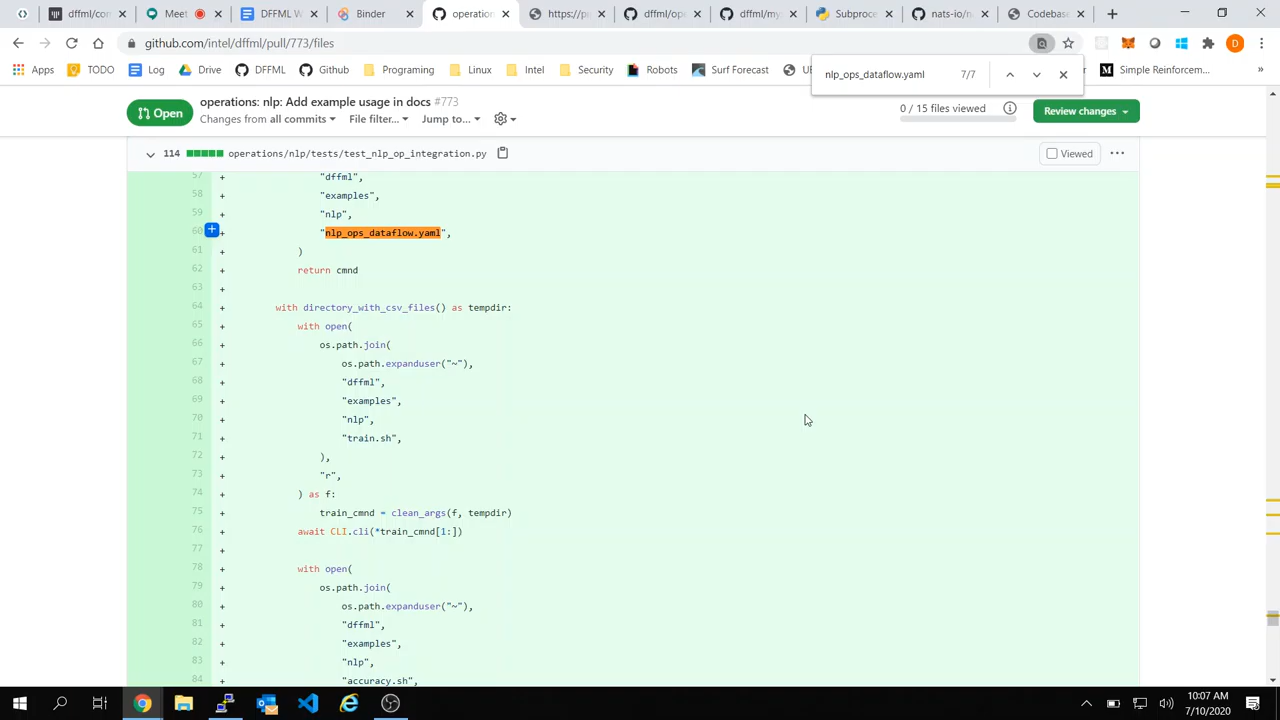 dffml/com
Meet
DFFML W
Binder
operation
https://pi
dffml/op
dffml/my
Subproce
nats-io/n
Codebase
github.com/intel/dffml/pull/773/files
nlp_ops_dataflow.yaml 7/7
Apps
TODO
Log
Drive
DFFML
Github
Programing
Linux
Intel
Security
Robots
Surf Forecast
Simple Reasonizer...
»
Open
operations: nlp: Add example usage in docs #773
Changes from all commits
File filter...
Jump to...
0 / 15 files viewed
Review changes
114 operations/nlp/tests/test_nlp_op_integration.py
Viewed
57 + "dffml",
58 + "examples",
59 + "nlp",
60 + "nlp_ops_dataflow.yaml",
61 + )
62 + return cmnd
63 +
64 + with directory_with_csv_files() as tempdir:
65 + with open(
66 + os.path.join(
67 + os.path.expanduser("~"),
68 + "dffml",
69 + "examples",
70 + "nlp",
71 + "train.sh",
72 + ),
73 + "r",
74 + ) as f:
75 + train_cmnd = clean_args(f, tempdir)
76 + await CLI.cli(*train_cmnd[1:])
77 +
78 + with open(
79 + os.path.join(
80 + os.path.expanduser("~"),
81 + "dffml",
82 + "examples",
83 + "nlp",
84 + "accuracy.sh",
10:07 AM
7/10/2020